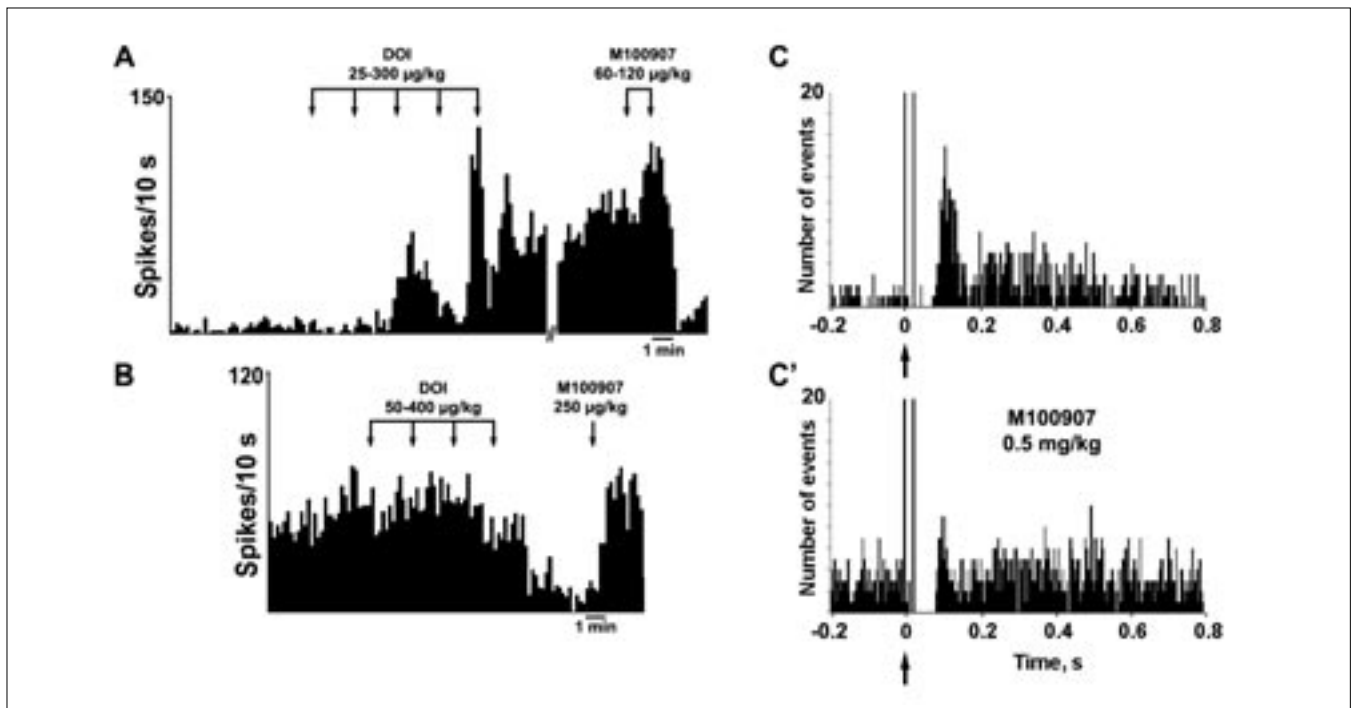 A
DOI
25-300 µg/kg
M100907
60-120 µg/kg
150
Spikes/10 s
//
1 min
B
120
DOI
50-400 µg/kg
M100907
250 µg/kg
Spikes/10 s
1 min
C
20
Number of events
-0.2 0 0.2 0.4 0.6 0.8
C'
20
M100907
0.5 mg/kg
Number of events
-0.2 0 0.2 0.4 0.6 0.8
Time, s